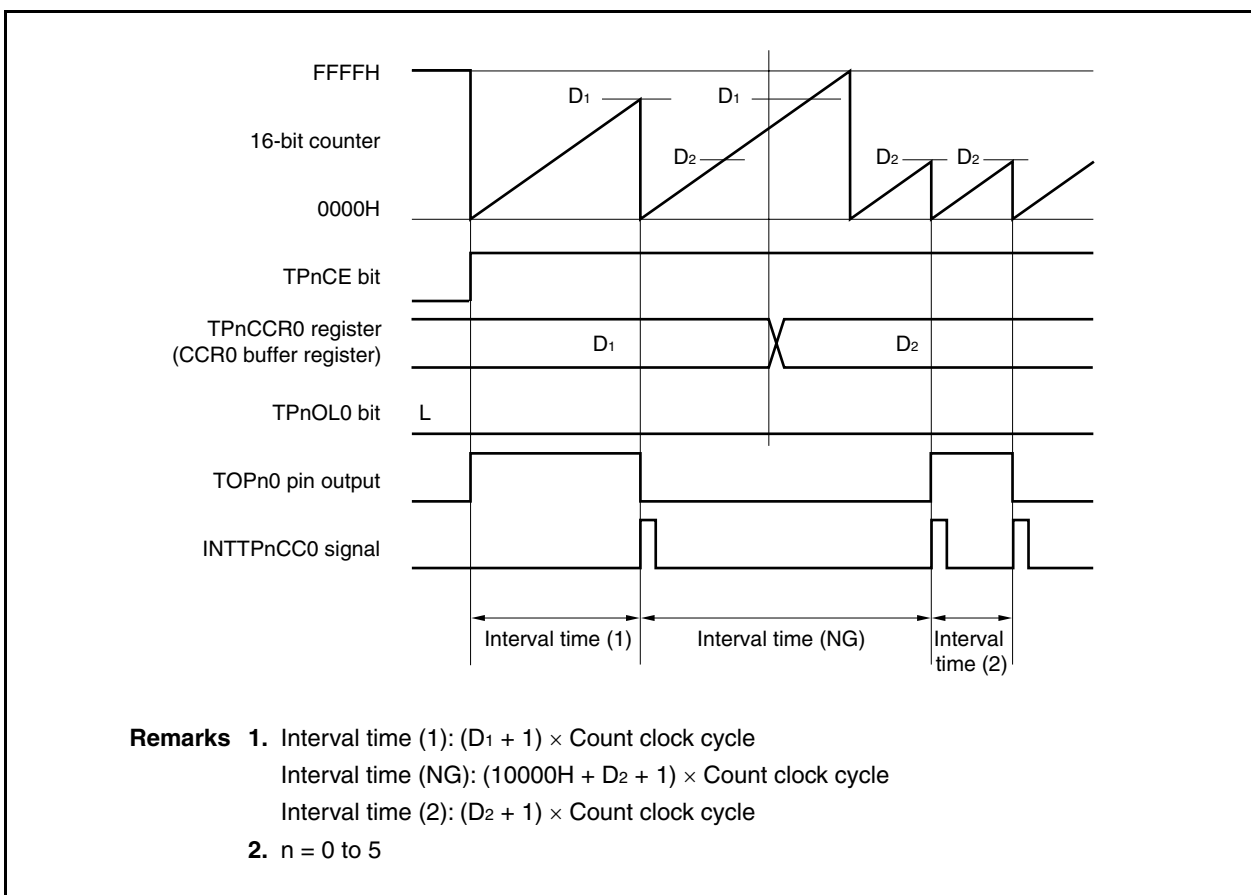 FFFFH
D1 D1
16-bit counter
D2 D2 D2
0000H
TPnCE bit
TPnCCR0 register
(CCR0 buffer register)
D1 D2
TPnOL0 bit L
TOPn0 pin output
INTTPnCC0 signal
Interval time (1) Interval time (NG) Interval
time (2)
Remarks 1. Interval time (1): (D1 + 1) × Count clock cycle
Interval time (NG): (10000H + D2 + 1) × Count clock cycle
Interval time (2): (D2 + 1) × Count clock cycle
2. n = 0 to 5